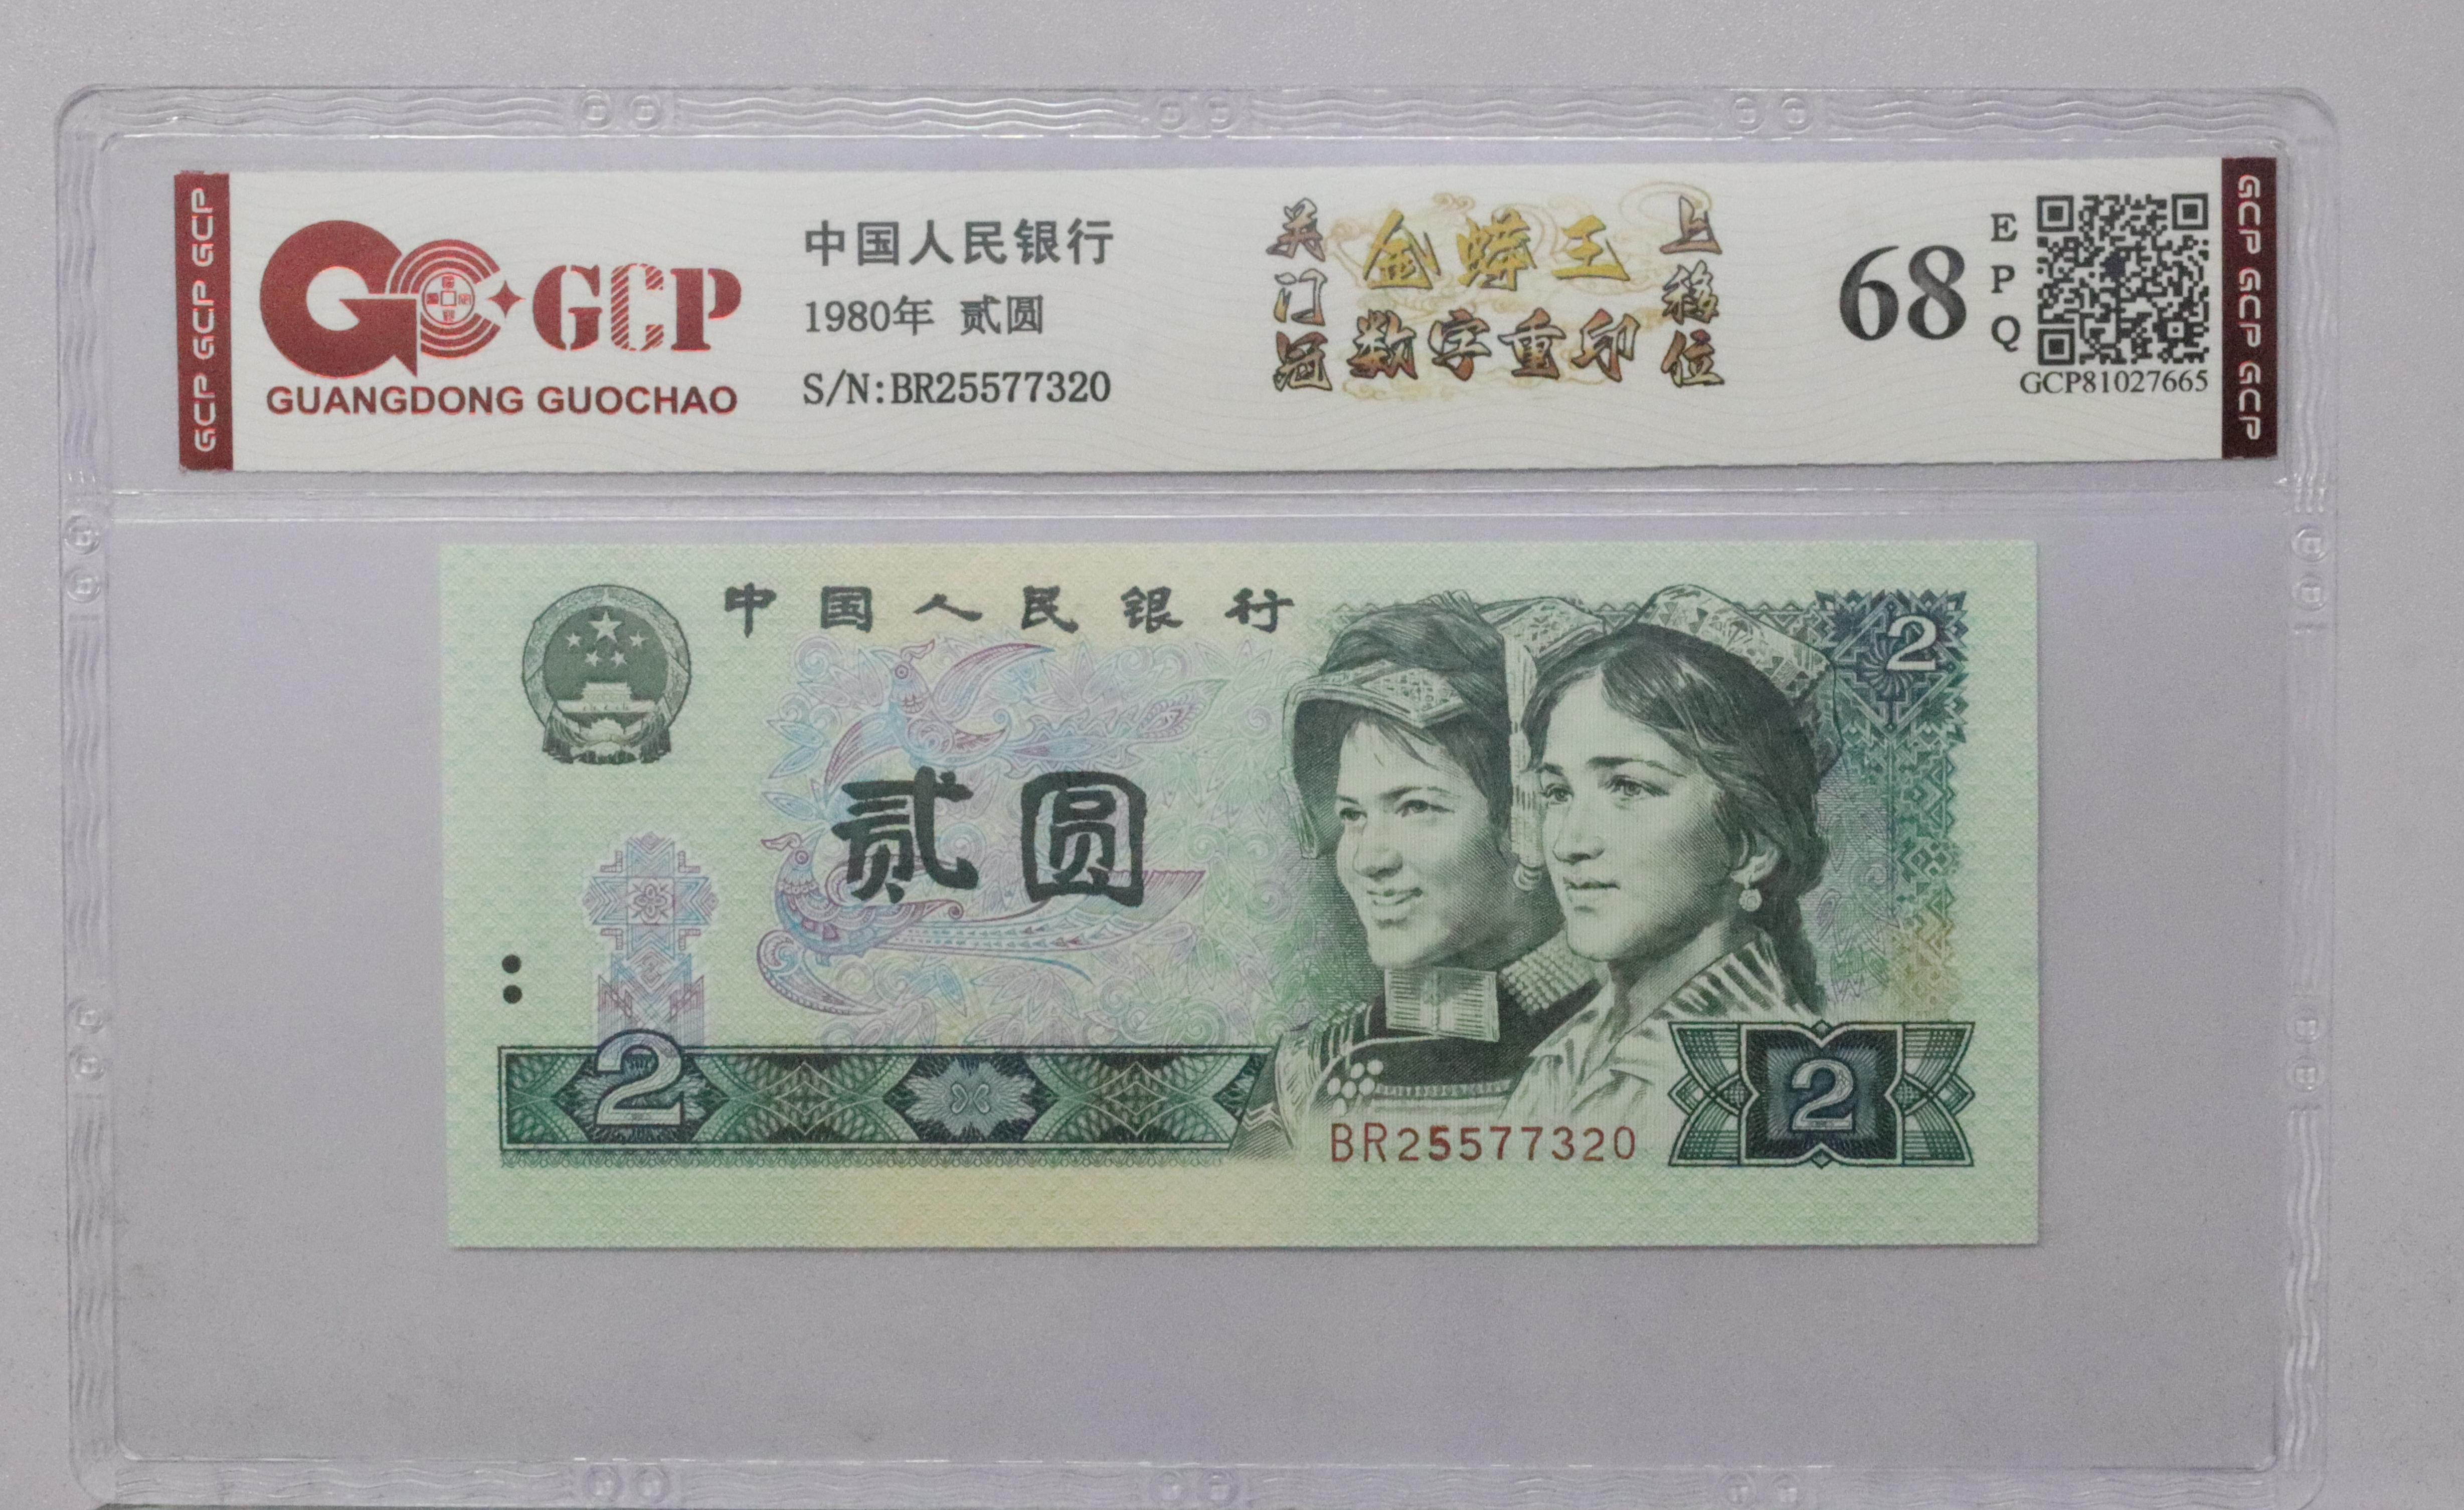 GCP GCP GCP
GCP
GUANGDONG GUOCHAO
中国人民银行
1980年 贰圆
S/N:BR25577320
关门冠
金蟒王
数字重印
上移位
68
EPQ
GCP81027665
GCP GCP GCP
中国人民银行
2
贰圆
2
2
BR25577320